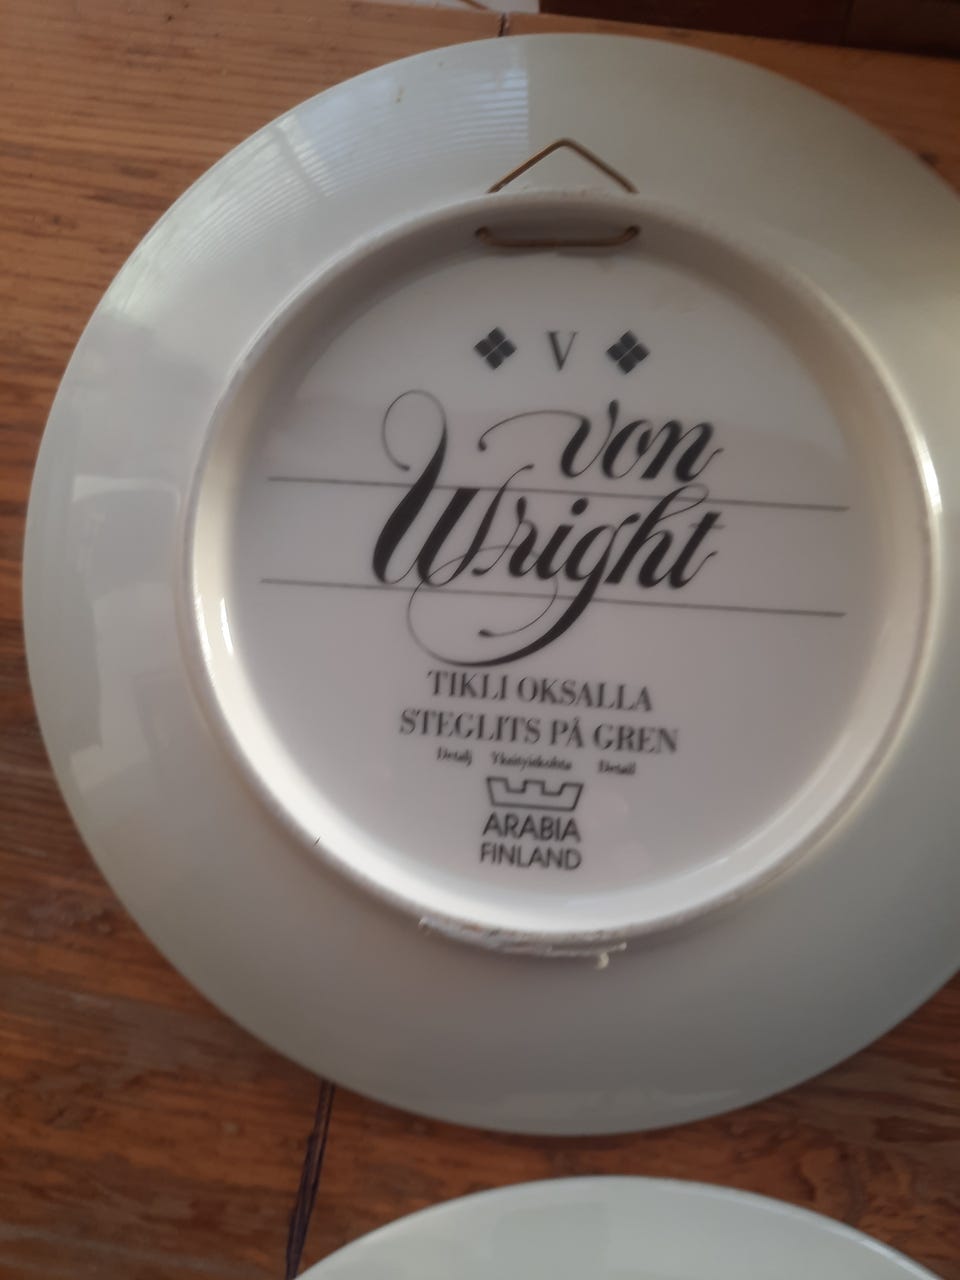 V
von
Wright
TIKLI OKSALLA
STEGLITS PÅ GREN
Detalj Yksityiskohta Detail
ARABIA
FINLAND